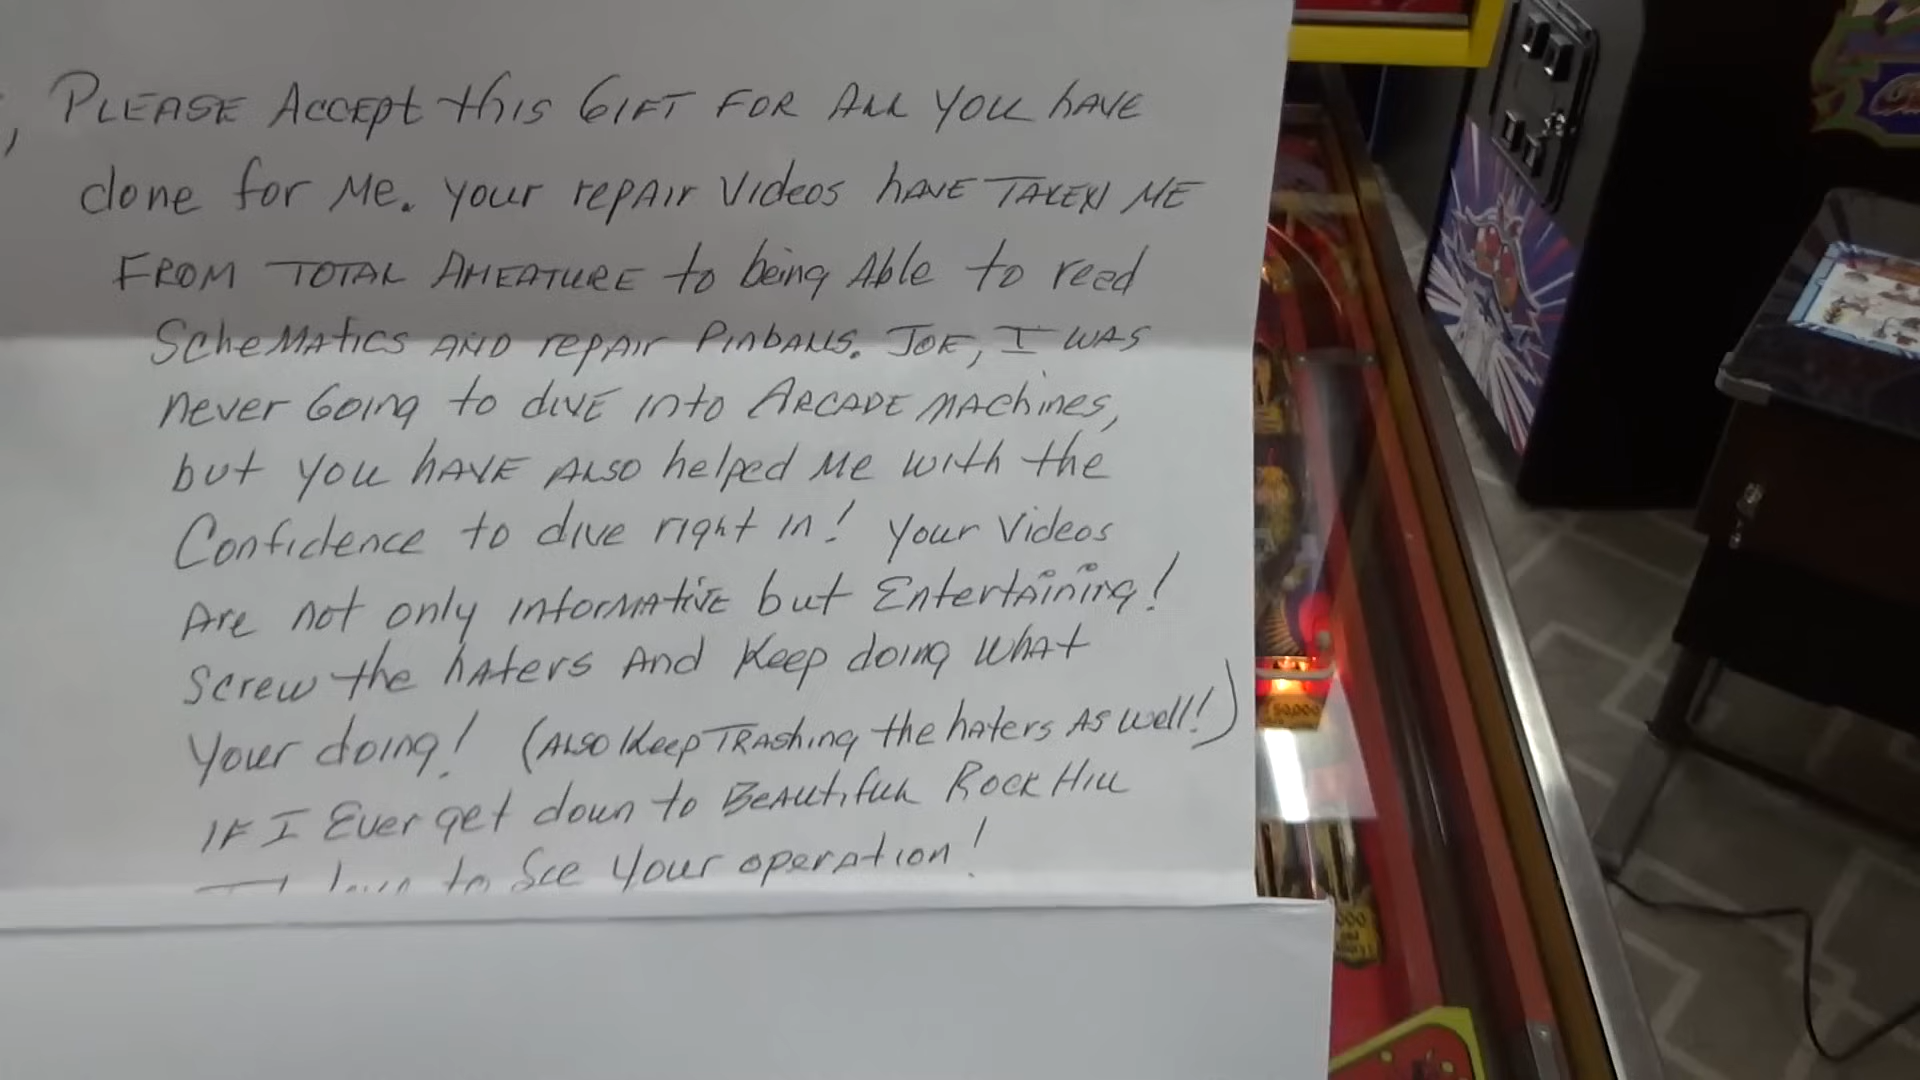 , PLEASE Accept this GIFT FOR ALL YOU hAVE
done for Me. Your repAIr Videos hAVE TAKEN ME
FROM TOTAL AMEATURE to being Able to read
ScheMAtics AND repAIr PinbALLS. JOE, I WAS
never Going to diVE into ARCADE MAchines,
but you hAVE ALSO helped Me with the
Confidence to dive right in! Your Videos
Are not only informAtiVE but EntertAining!
Screw the hAters And Keep doing whAt
Your doing! (ALSO Keep TRAshing the haters AS well!)
IF I Ever get down to BeAUtifuL Rock HiLL
to See Your operAtion!
50,000